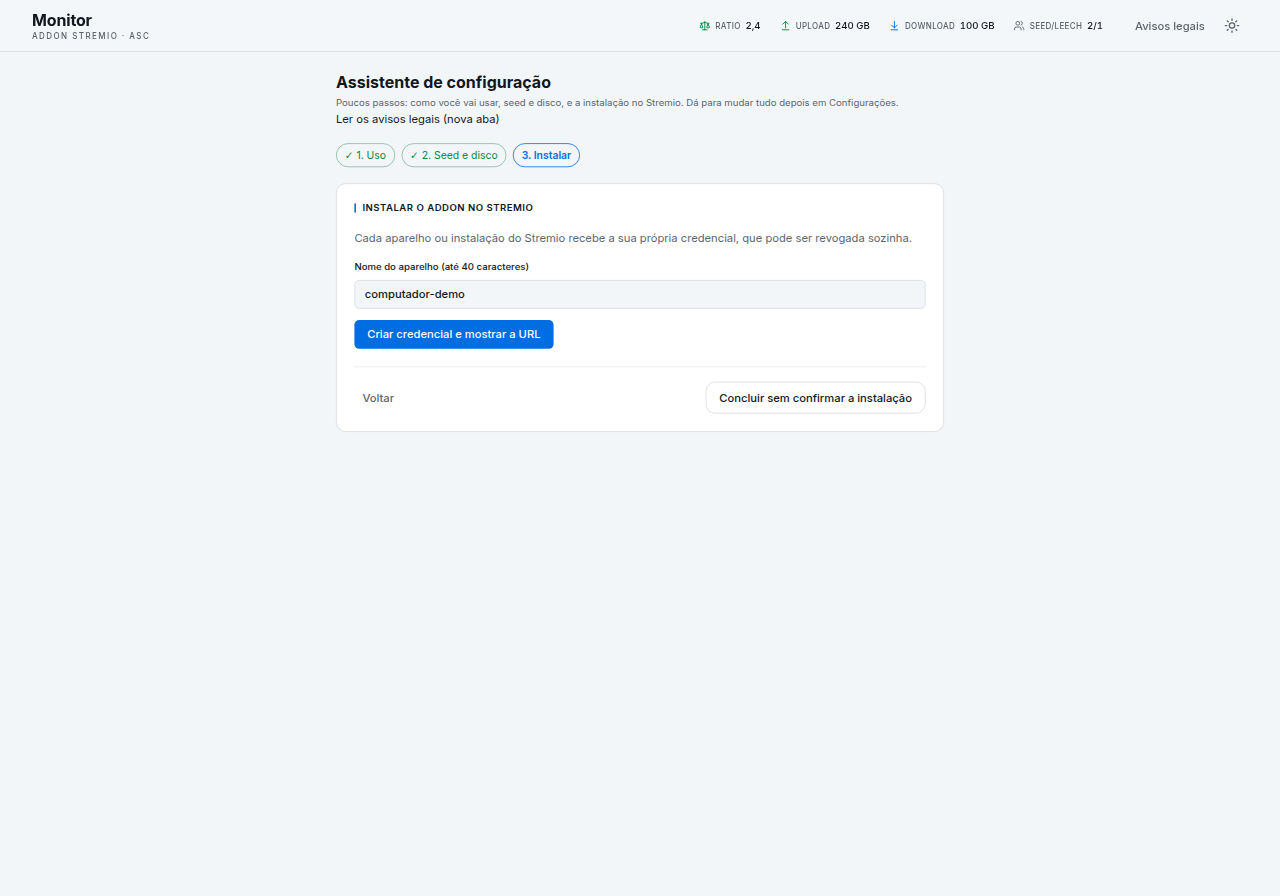 Monitor
ADDON STREMIO · ASC
RATIO 2,4
UPLOAD 240 GB
DOWNLOAD 100 GB
SEED/LEECH 2/1
Avisos legais
Assistente de configuração
Poucos passos: como você vai usar, seed e disco, e a instalação no Stremio. Dá para mudar tudo depois em Configurações.
Ler os avisos legais (nova aba)
✓ 1. Uso
✓ 2. Seed e disco
3. Instalar
INSTALAR O ADDON NO STREMIO
Cada aparelho ou instalação do Stremio recebe a sua própria credencial, que pode ser revogada sozinha.
Nome do aparelho (até 40 caracteres)
computador-demo
Criar credencial e mostrar a URL
Voltar
Concluir sem confirmar a instalação